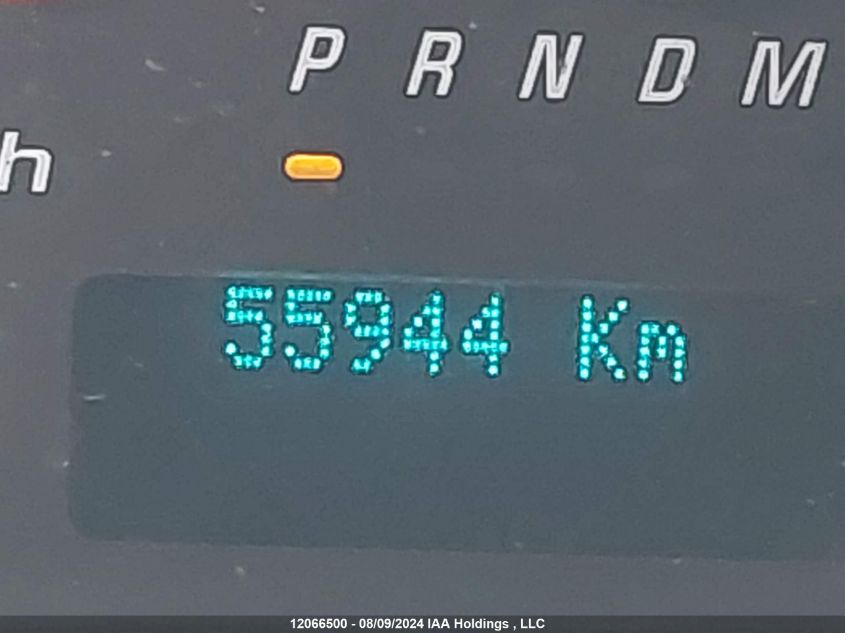 P R N D M
h
55944 Km
12066500 - 08/09/2024 IAA Holdings , LLC